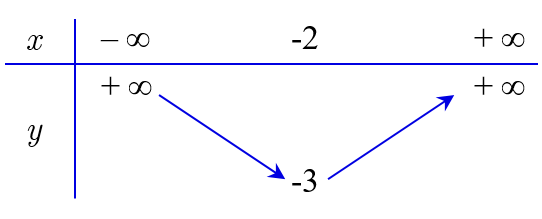 x − ∞ -2 + ∞
+ ∞ + ∞
y
-3